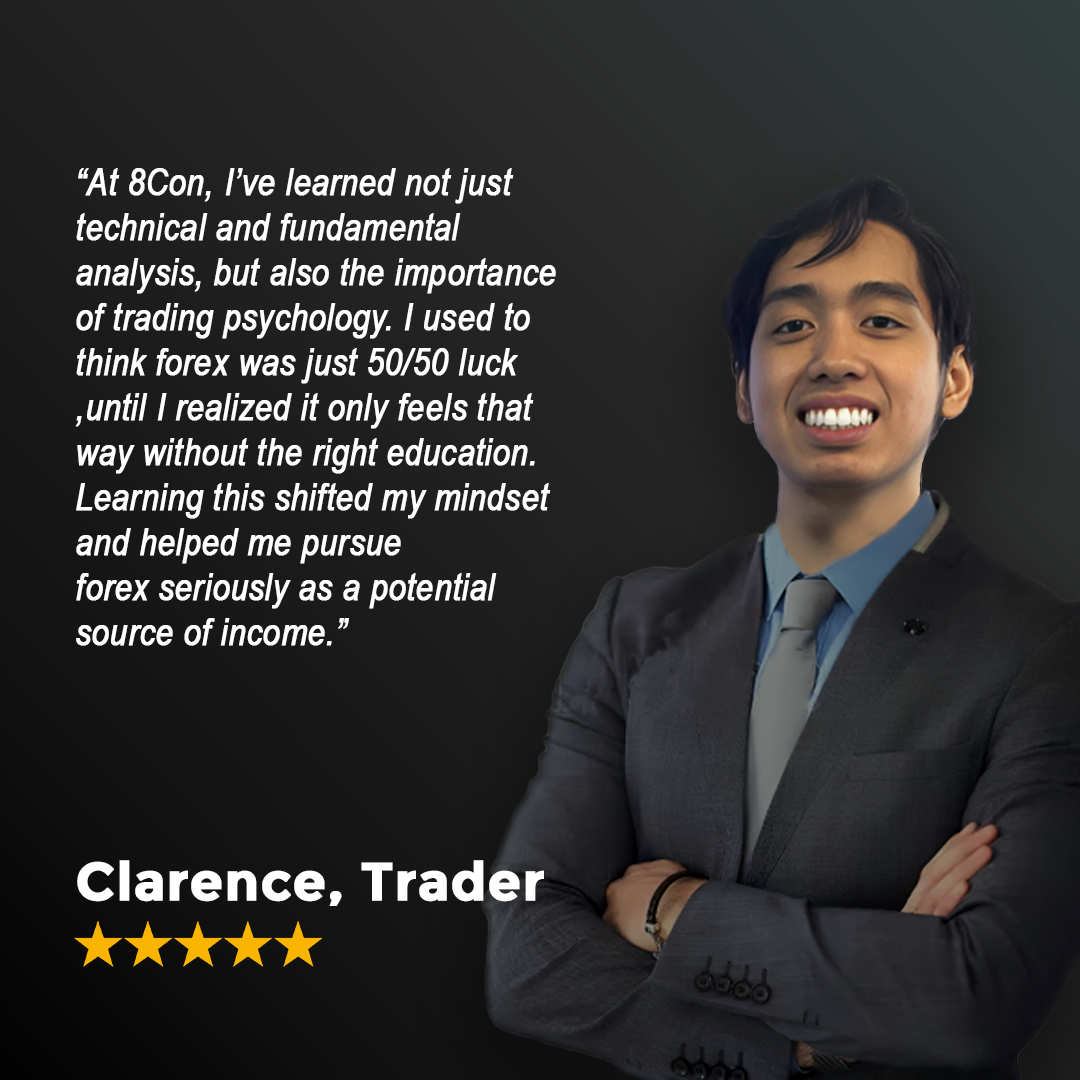 “At 8Con, I’ve learned not just
technical and fundamental
analysis, but also the importance
of trading psychology. I used to
think forex was just 50/50 luck
,until I realized it only feels that
way without the right education.
Learning this shifted my mindset
and helped me pursue
forex seriously as a potential
source of income.”
Clarence, Trader